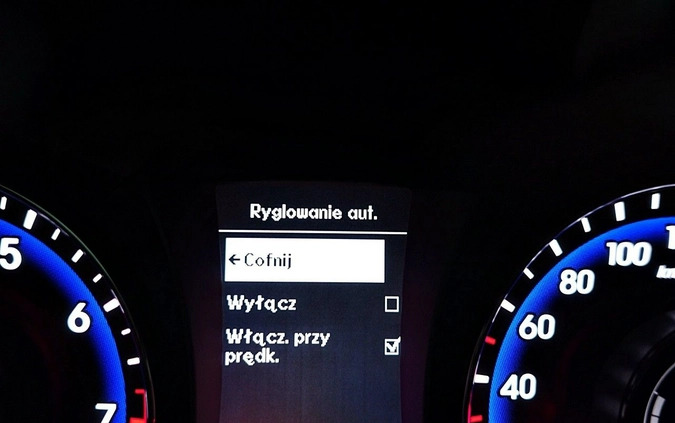 Ryglowanie aut.
←Cofnij
Wyłącz
Włącz. przy
prędk.
5
6
7
100
80
60
40